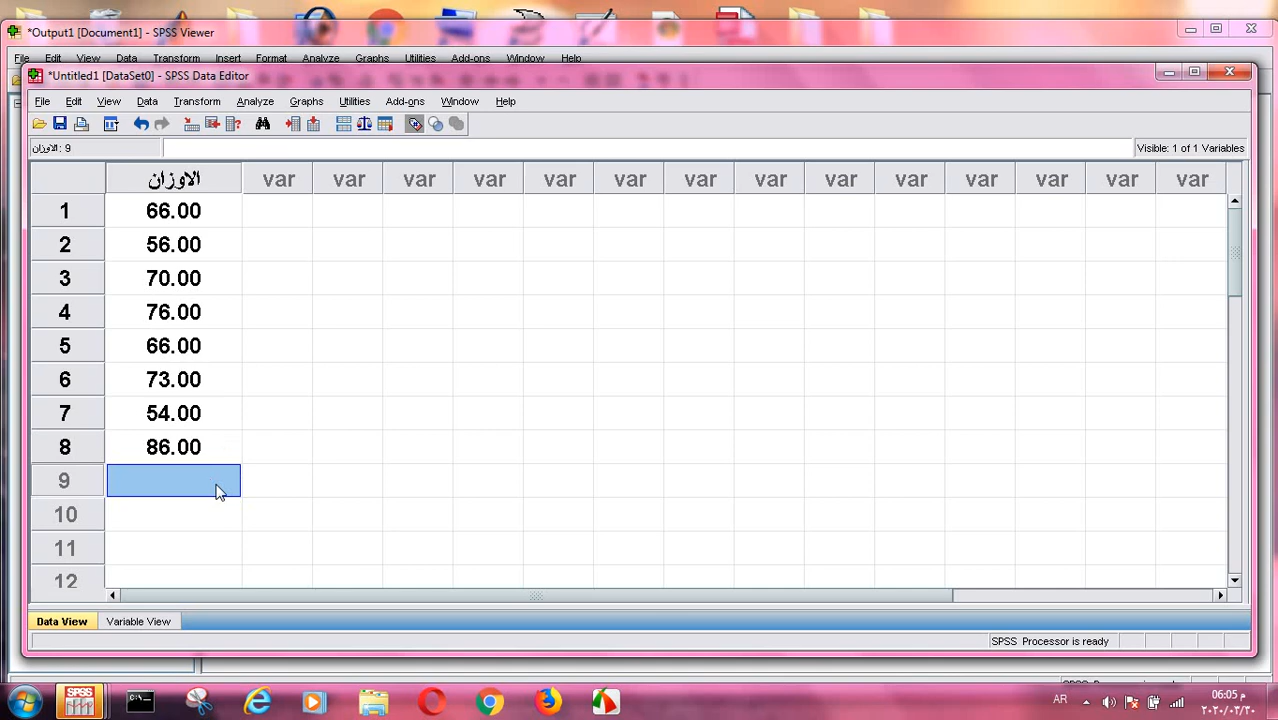 *Output1 [Document1] - SPSS Viewer
File Edit View Data Transform Insert Format Analyze Graphs Utilities Add-ons Window Help
*Untitled1 [DataSet0] - SPSS Data Editor
File Edit View Data Transform Analyze Graphs Utilities Add-ons Window Help
9 : الاوزان
Visible: 1 of 1 Variables
الاوزان var var var var var var var var var var var var var var
1 66.00
2 56.00
3 70.00
4 76.00
5 66.00
6 73.00
7 54.00
8 86.00
9
10
11
12
Data View Variable View
SPSS Processor is ready
SPSS
AR
06:05 م
٢٠٢٠/٠٣/٣٠